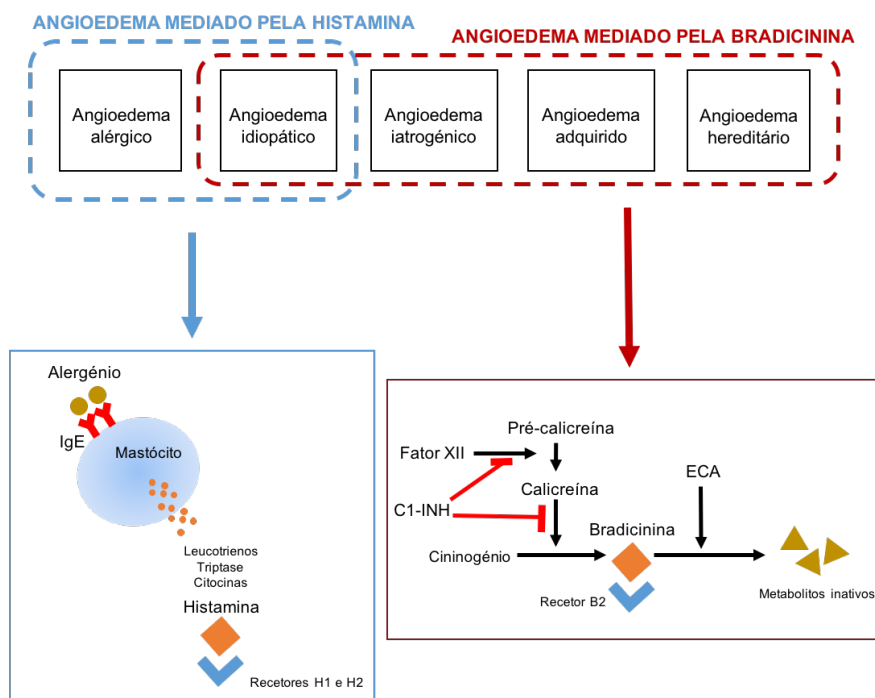 ANGIOEDEMA MEDIADO PELA HISTAMINA
ANGIOEDEMA MEDIADO PELA BRADICININA
Angioedema
alérgico
Angioedema
idiopático
Angioedema
iatrogénico
Angioedema
adquirido
Angioedema
hereditário
Alergénio
IgE
Mastócito
Leucotrienos
Triptase
Citocinas
Histamina
Recetores H1 e H2
Pré-calicreína
Fator XII
Calicreína
ECA
C1-INH
Bradicinina
Cininogénio
Recetor B2
Metabolitos inativos